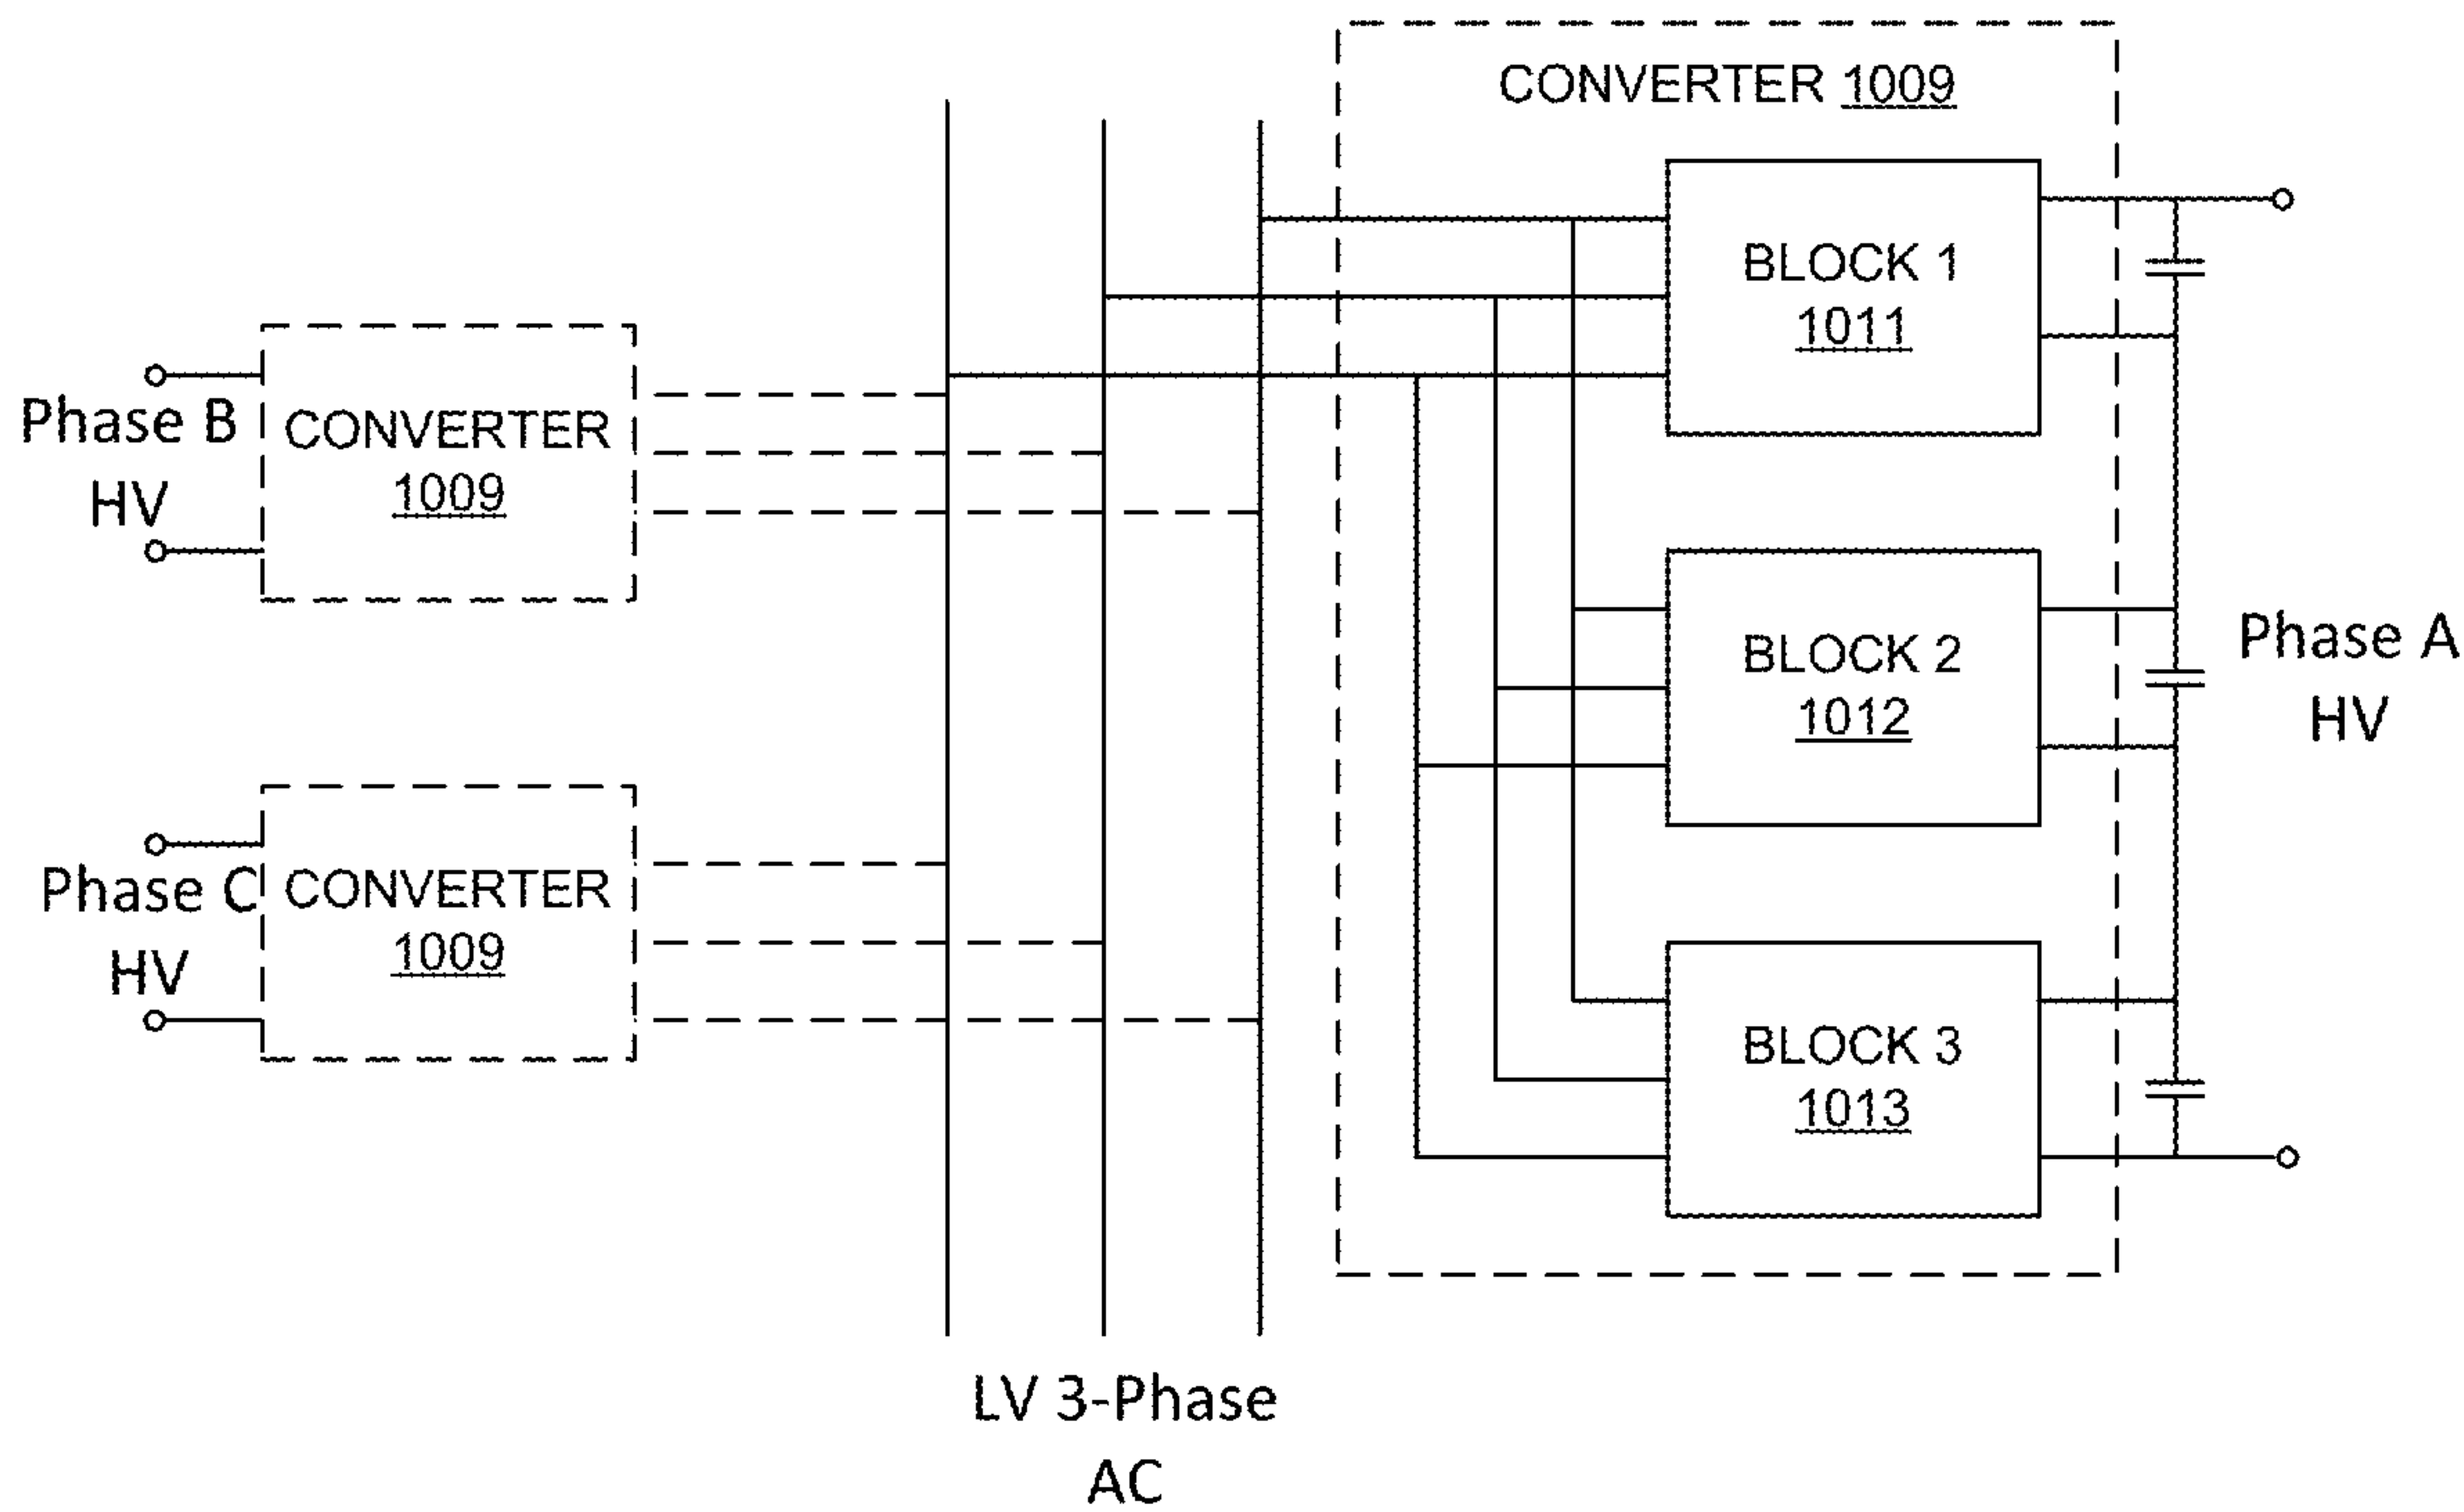 CONVERTER 1009
BLOCK 1
1011
Phase B
HV
CONVERTER
1009
BLOCK 2
1012
Phase A
HV
Phase C
HV
CONVERTER
1009
BLOCK 3
1013
LV 3-Phase
AC